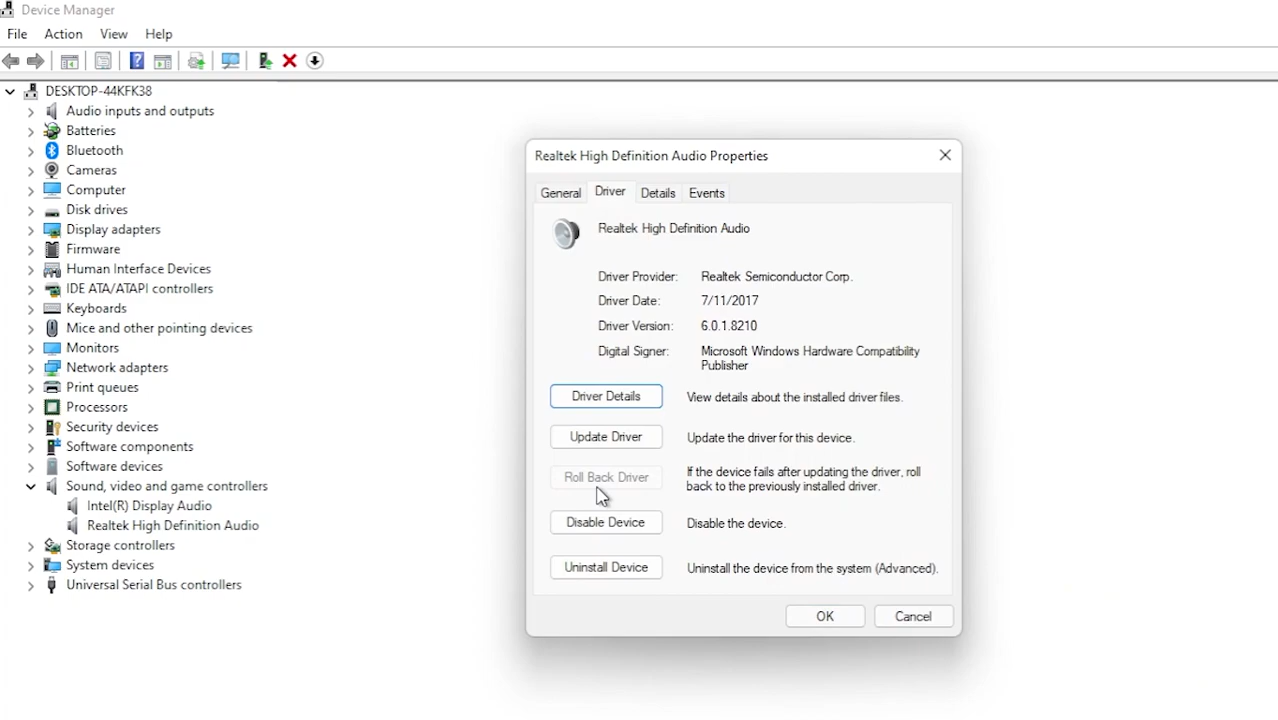 Device Manager
File Action View Help
DESKTOP-44KFK38
Audio inputs and outputs
Batteries
Bluetooth
Cameras
Computer
Disk drives
Display adapters
Firmware
Human Interface Devices
IDE ATA/ATAPI controllers
Keyboards
Mice and other pointing devices
Monitors
Network adapters
Print queues
Processors
Security devices
Software components
Software devices
Sound, video and game controllers
Intel(R) Display Audio
Realtek High Definition Audio
Storage controllers
System devices
Universal Serial Bus controllers
Realtek High Definition Audio Properties
General Driver Details Events
Realtek High Definition Audio
Driver Provider: Realtek Semiconductor Corp.
Driver Date: 7/11/2017
Driver Version: 6.0.1.8210
Digital Signer: Microsoft Windows Hardware Compatibility
Publisher
Driver Details View details about the installed driver files.
Update Driver Update the driver for this device.
Roll Back Driver If the device fails after updating the driver, roll
back to the previously installed driver.
Disable Device Disable the device.
Uninstall Device Uninstall the device from the system (Advanced).
OK Cancel